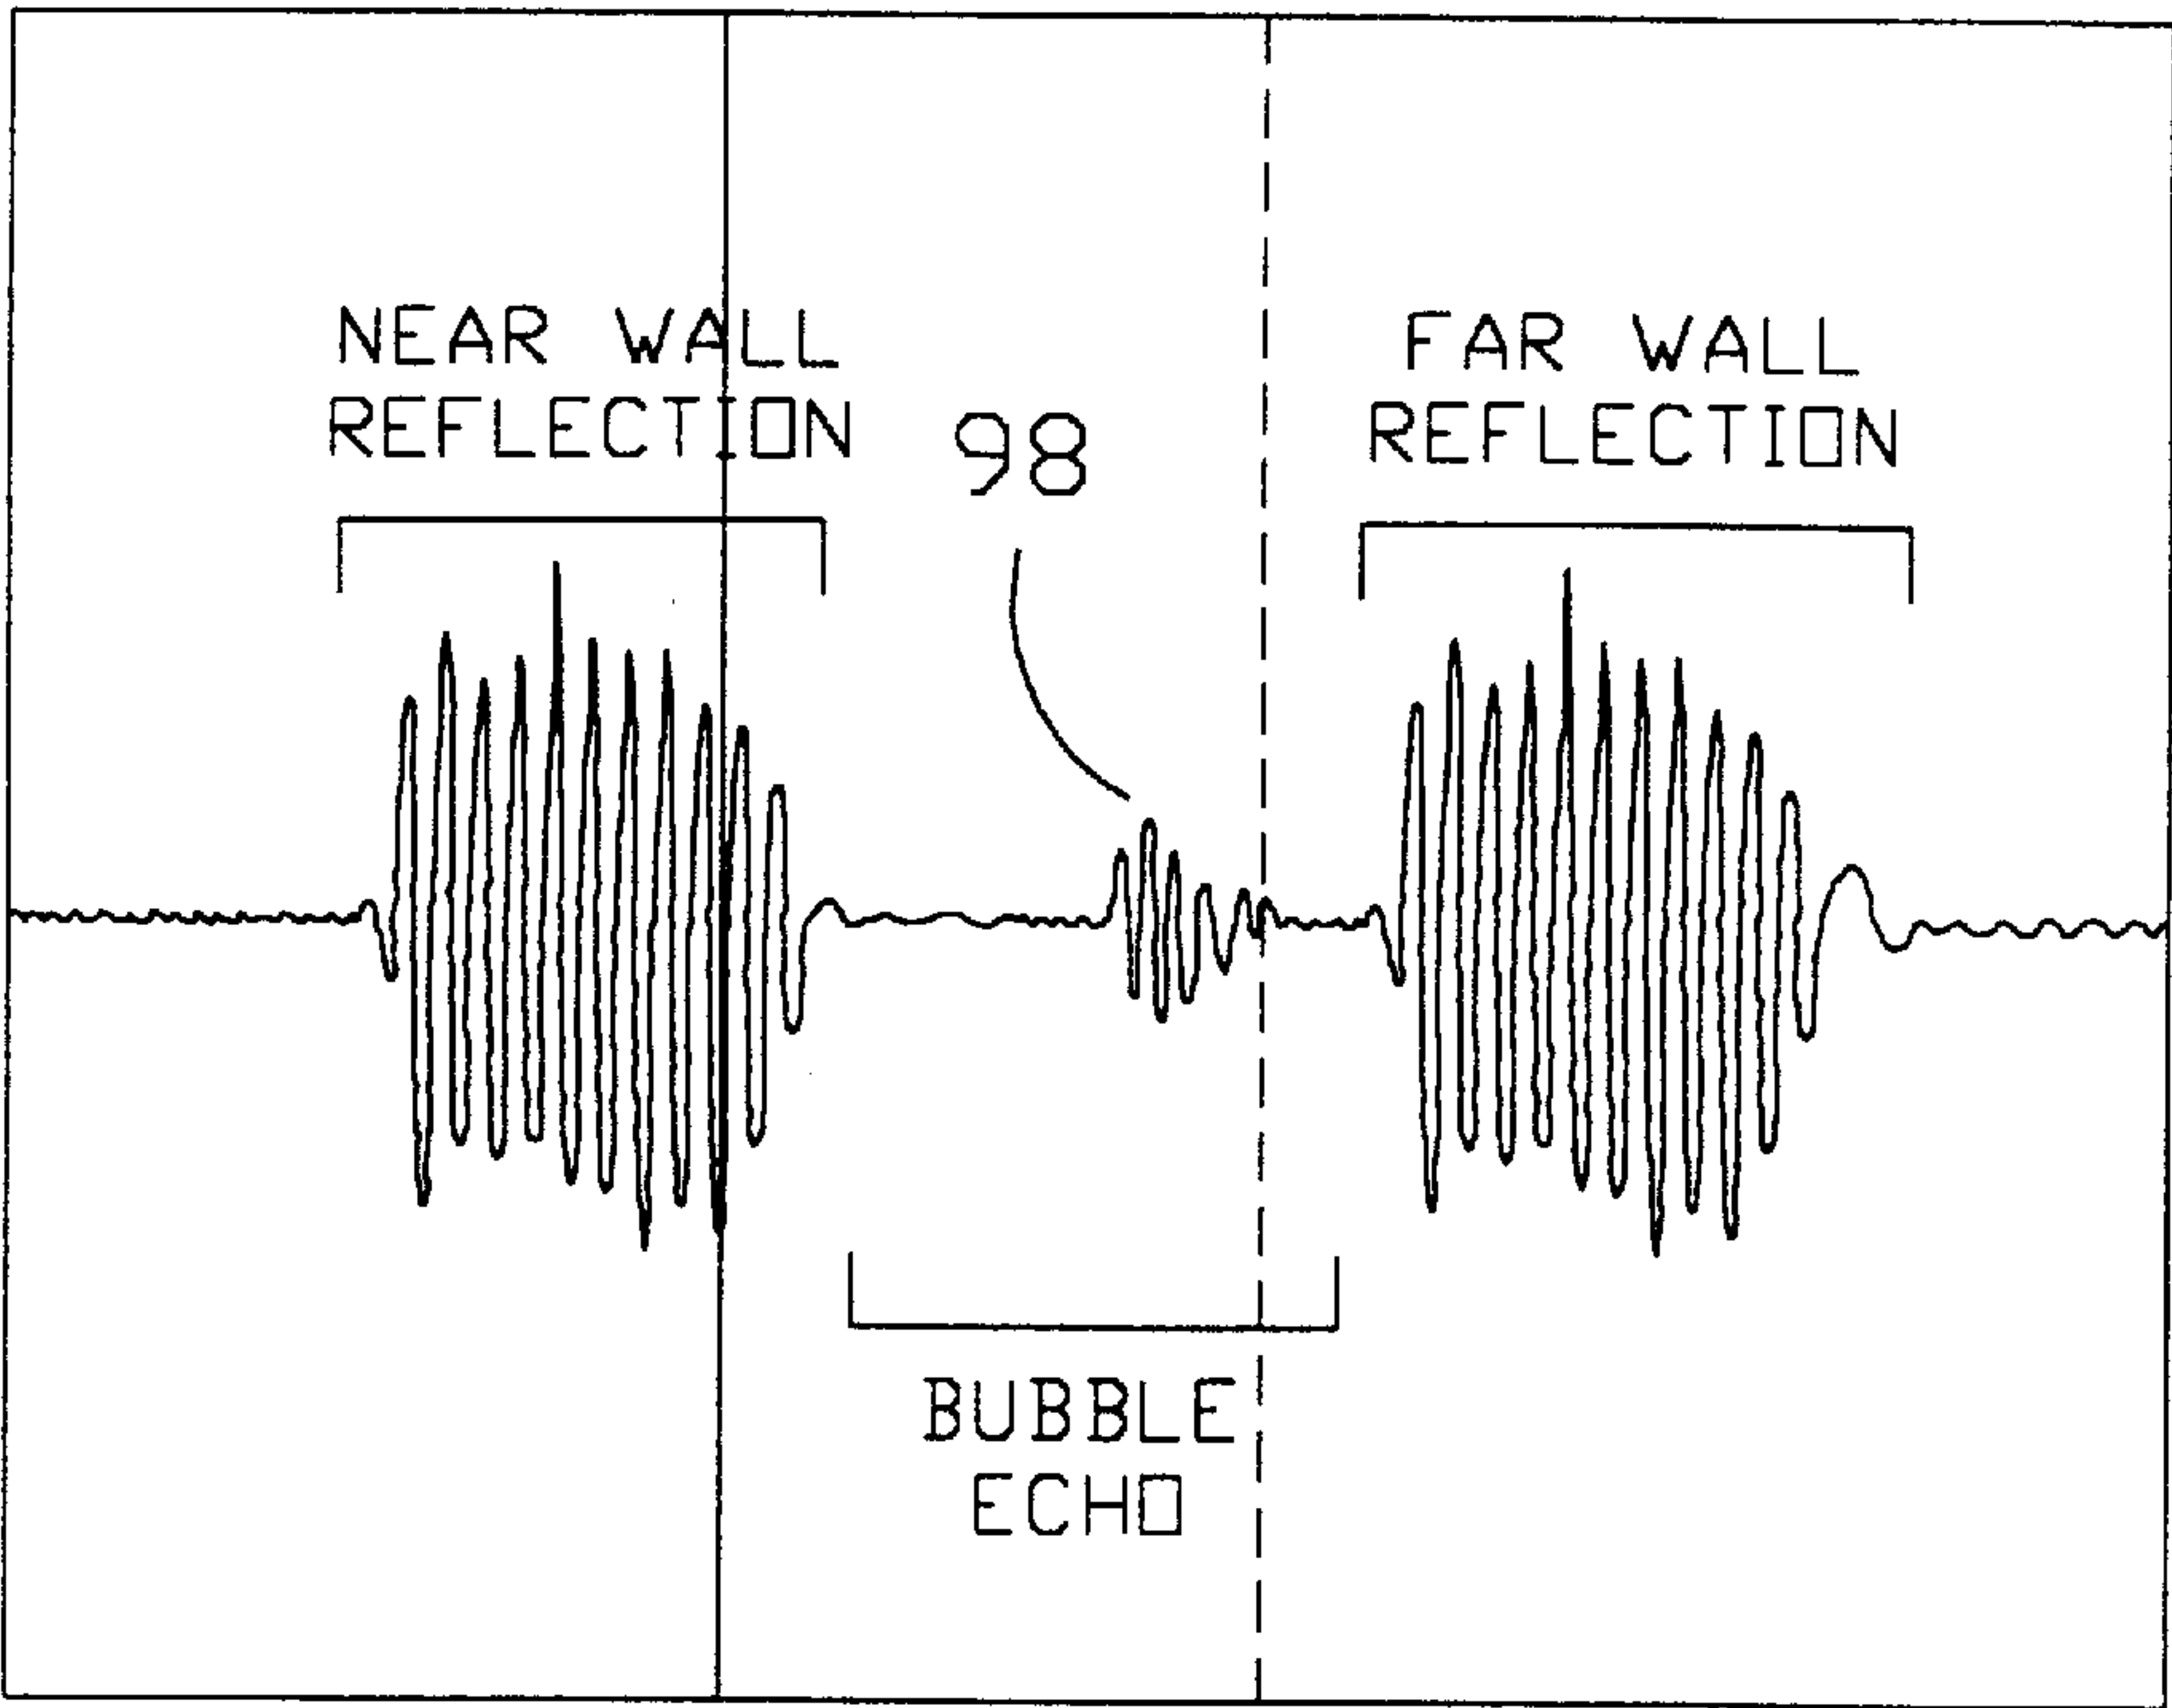 NEAR WALL
REFLECTION
98
FAR WALL
REFLECTION
BUBBLE
ECHO